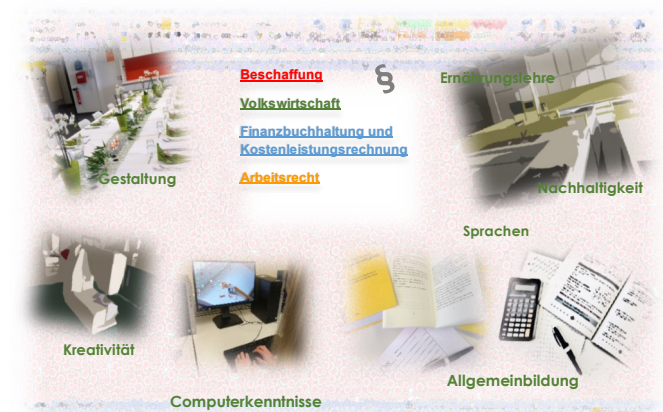 Beschaffung
§
Volkswirtschaft
Finanzbuchhaltung und
Kostenleistungsrechnung
Arbeitsrecht
Ernährungslehre
Gestaltung
Nachhaltigkeit
Sprachen
Kreativität
Allgemeinbildung
Computerkenntnisse